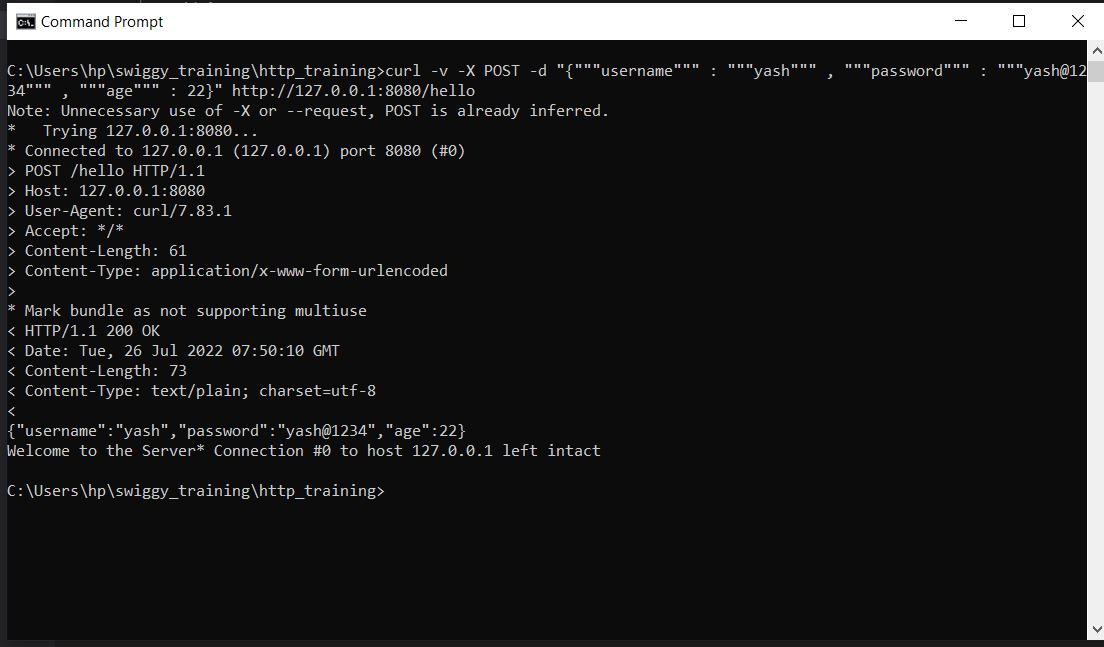 Command Prompt
C:\Users\hp\swiggy_training\http_training>curl -v -X POST -d "{"""username""" : """yash""" , """password""" : """yash@12
34""" , """age""" : 22}" http://127.0.0.1:8080/hello
Note: Unnecessary use of -X or --request, POST is already inferred.
*   Trying 127.0.0.1:8080...
* Connected to 127.0.0.1 (127.0.0.1) port 8080 (#0)
> POST /hello HTTP/1.1
> Host: 127.0.0.1:8080
> User-Agent: curl/7.83.1
> Accept: */*
> Content-Length: 61
> Content-Type: application/x-www-form-urlencoded
>
* Mark bundle as not supporting multiuse
< HTTP/1.1 200 OK
< Date: Tue, 26 Jul 2022 07:50:10 GMT
< Content-Length: 73
< Content-Type: text/plain; charset=utf-8
<
{"username":"yash","password":"yash@1234","age":22}
Welcome to the Server* Connection #0 to host 127.0.0.1 left intact
C:\Users\hp\swiggy_training\http_training>